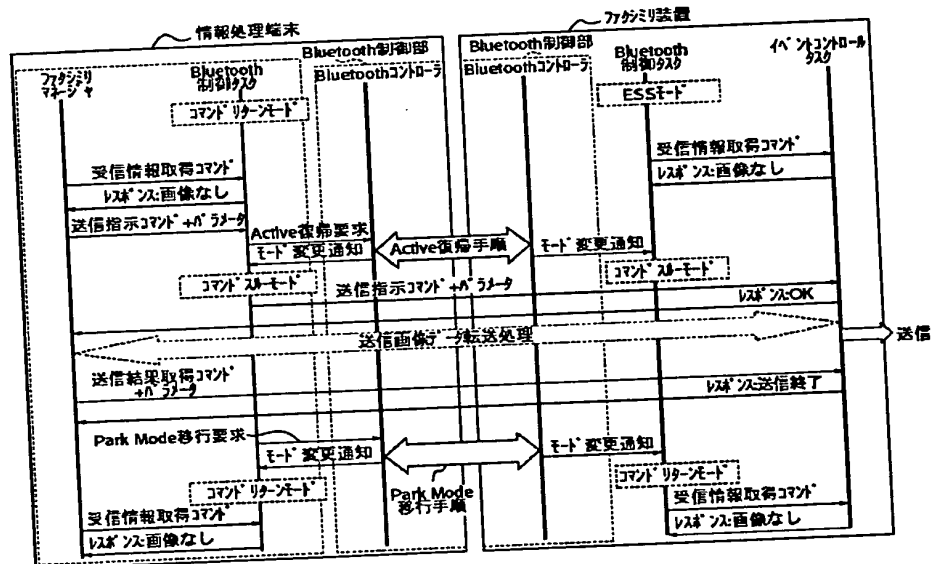 情報処理端末
ファクシミリ装置
ファクシミリ
マネージャ
Bluetooth
制御タスク
Bluetooth制御部
Bluetoothコントローラ
Bluetooth制御部
Bluetoothコントローラ
Bluetooth
制御タスク
イベントコントロール
タスク
コマンドリターンモード
ESSモード
受信情報取得コマンド
レスポンス:画像なし
受信情報取得コマンド
レスポンス:画像なし
送信指示コマンド+パラメータ
Active復帰要求
モード変更通知
Active復帰手順
モード変更通知
コマンドスルーモード
コマンドスルーモード
送信指示コマンド+パラメータ
レスポンス:OK
送信画像データ転送処理
送信
送信結果取得コマンド
+パラメータ
レスポンス:送信終了
Park Mode移行要求
モード変更通知
モード変更通知
Park Mode
移行手順
コマンドリターンモード
コマンドリターンモード
受信情報取得コマンド
レスポンス:画像なし
受信情報取得コマンド
レスポンス:画像なし